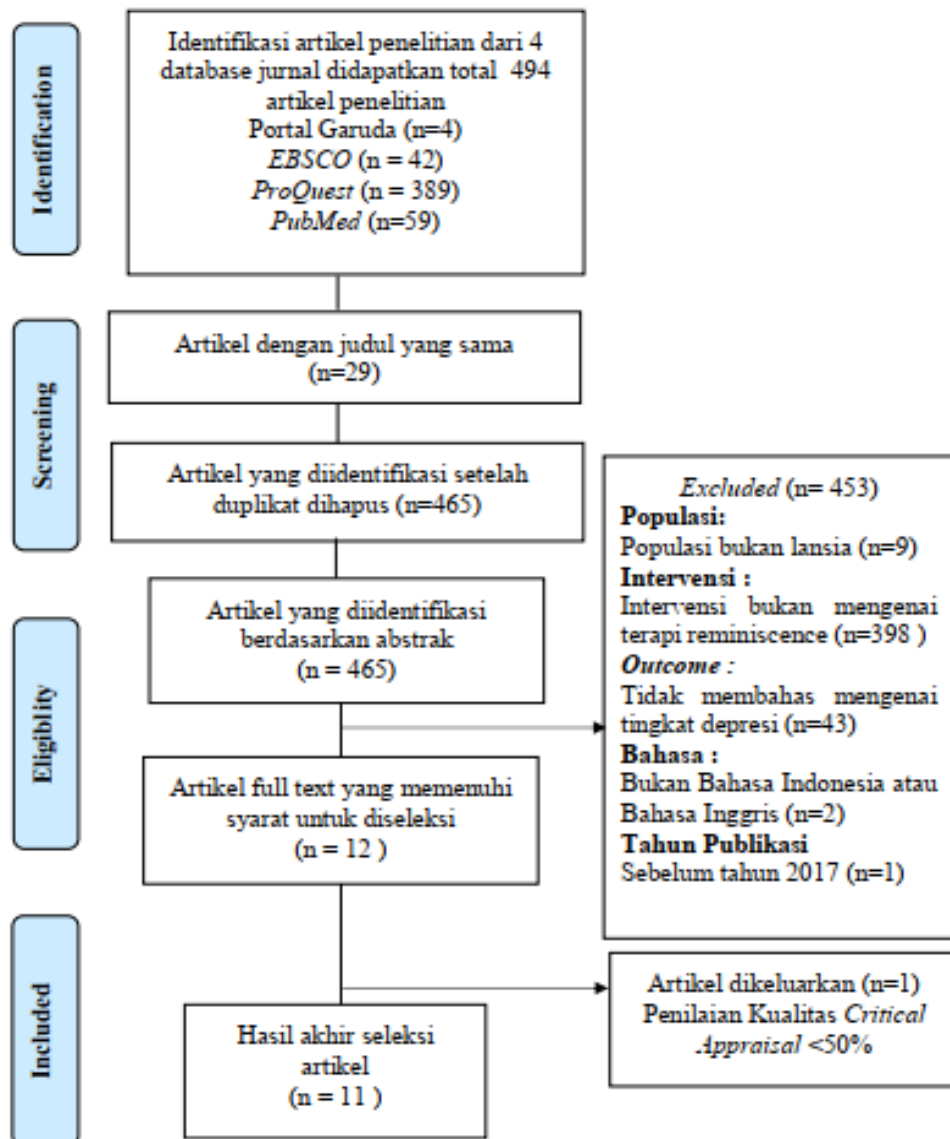 Identification
Identifikasi artikel penelitian dari 4
database jurnal didapatkan total 494
artikel penelitian
Portal Garuda (n=4)
EBSCO (n = 42)
ProQuest (n = 389)
PubMed (n=59)
Screening
Artikel dengan judul yang sama
(n=29)
Artikel yang diidentifikasi setelah
duplikat dihapus (n=465)
Eligiblity
Artikel yang diidentifikasi
berdasarkan abstrak
(n = 465)
Excluded (n= 453)
Populasi:
Populasi bukan lansia (n=9)
Intervensi :
Intervensi bukan mengenai
terapi reminiscence (n=398 )
Outcome :
Tidak membahas mengenai
tingkat depresi (n=43)
Bahasa :
Bukan Bahasa Indonesia atau
Bahasa Inggris (n=2)
Tahun Publikasi
Sebelum tahun 2017 (n=1)
Artikel full text yang memenuhi
syarat untuk diseleksi
(n = 12 )
Included
Artikel dikeluarkan (n=1)
Penilaian Kualitas Critical
Appraisal <50%
Hasil akhir seleksi
artikel
(n = 11 )